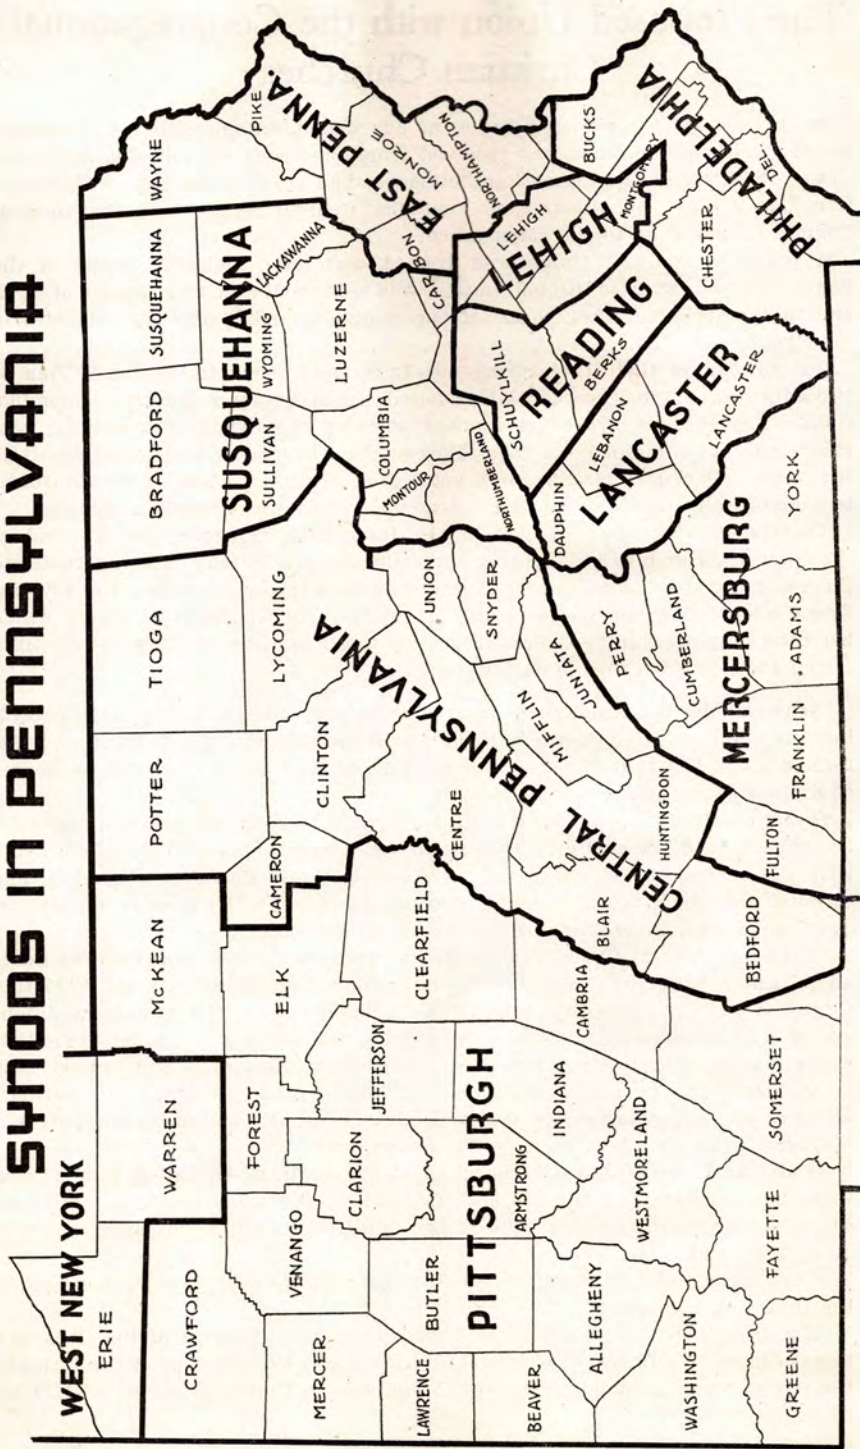 SYNODS IN PENNSYLVANIA
WEST NEW YORK
ERIE
CRAWFORD
WARREN
McKEAN
POTTER
TIOGA
BRADFORD
SUSQUEHANNA
WAYNE
PIKE
SUSQUEHANNA
SULLIVAN
WYOMING
LACKAWANNA
EAST PENNA.
MERCER
VENANGO
FOREST
ELK
CAMERON
CLINTON
LYCOMING
LUZERNE
MONROE
COLUMBIA
MONTOUR
CARBON
NORTHAMPTON
LAWRENCE
BUTLER
CLARION
JEFFERSON
CLEARFIELD
CENTRE
CENTRAL PENNSYLVANIA
UNION
SNYDER
NORTHUMBERLAND
SCHUYLKILL
LEHIGH
LEHIGH
BUCKS
PITTSBURGH
BEAVER
ARMSTRONG
INDIANA
CAMBRIA
BLAIR
MIFFLIN
JUNIATA
HUNTINGDON
PERRY
DAUPHIN
LEBANON
READING
BERKS
MONTGOMERY
PHILADELPHIA
ALLEGHENY
WESTMORELAND
CUMBERLAND
LANCASTER
LANCASTER
CHESTER
DEL.
MERCERSBURG
WASHINGTON
GREENE
FAYETTE
SOMERSET
BEDFORD
FULTON
FRANKLIN
ADAMS
YORK